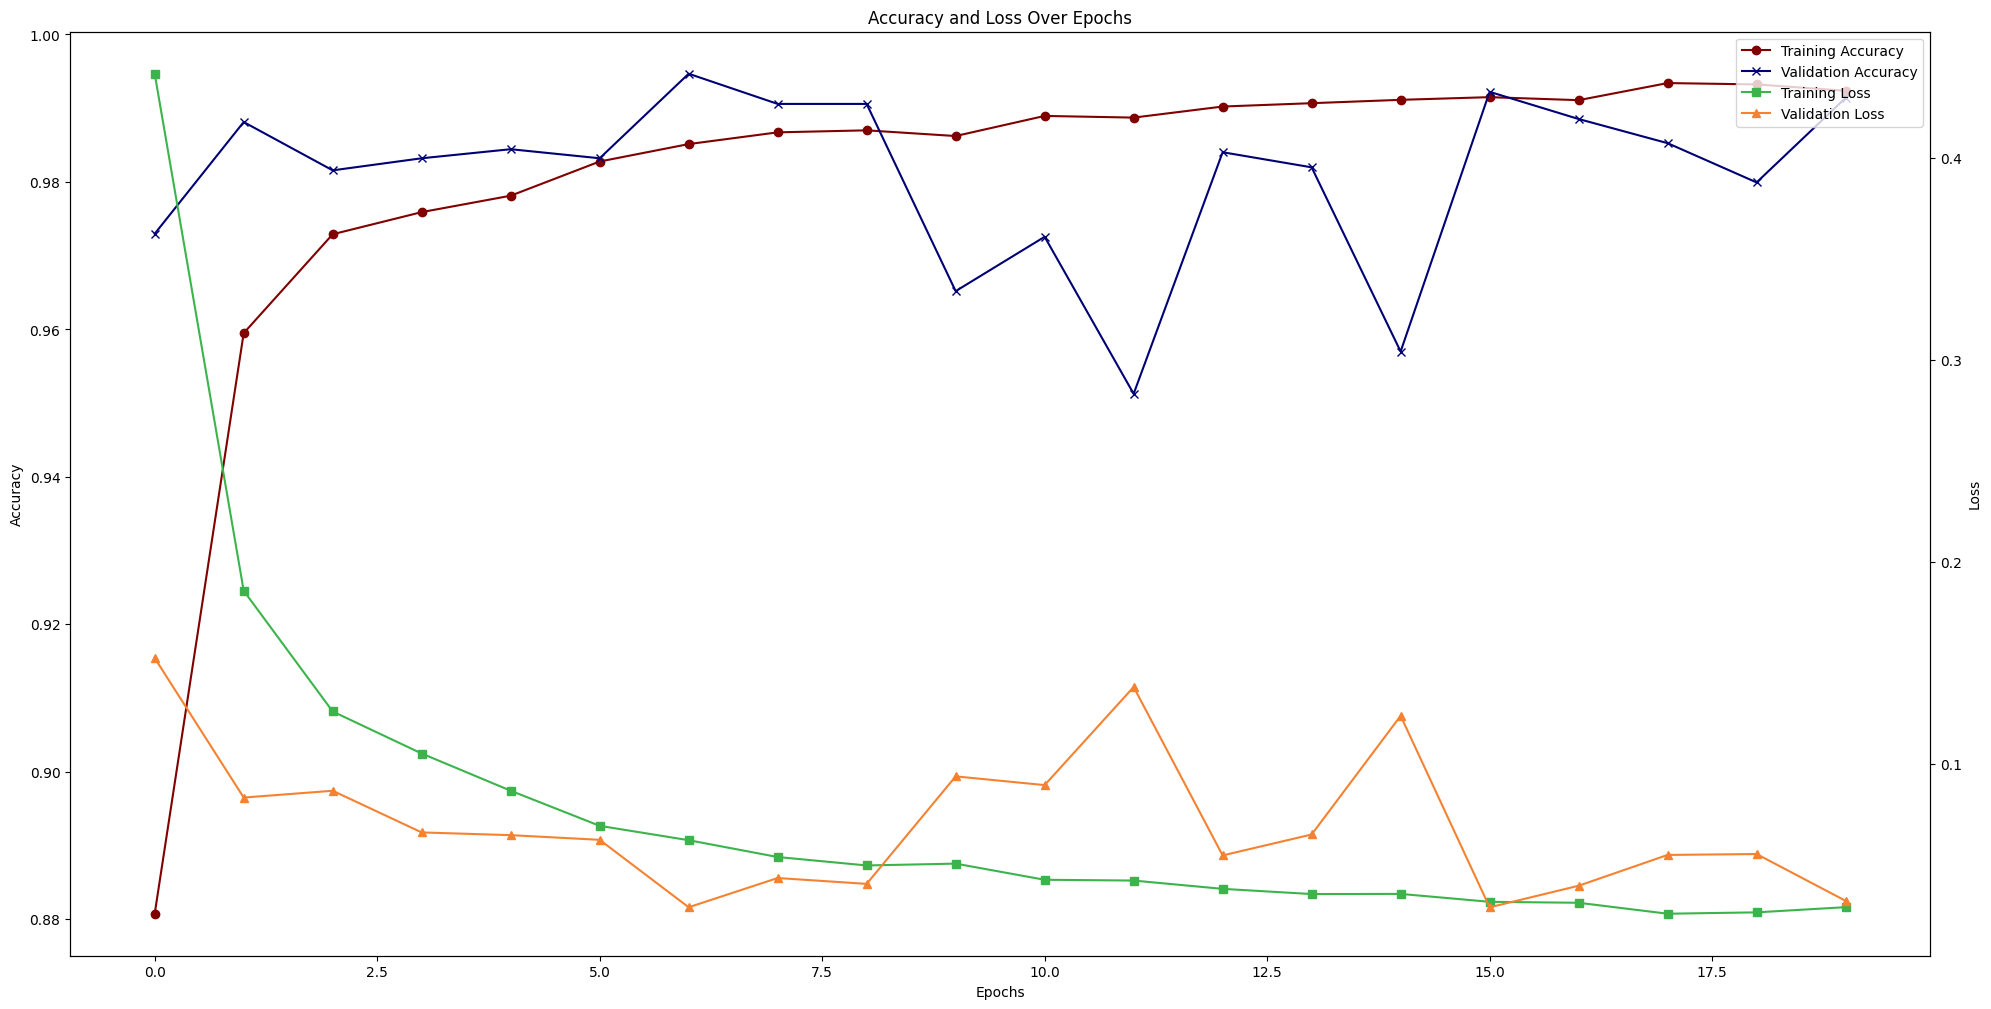 Accuracy and Loss Over Epochs
1.00
0.98
0.96
0.94
0.92
0.90
0.88
Accuracy
Training Accuracy
Validation Accuracy
Training Loss
Validation Loss
0.4
0.3
0.2
0.1
Loss
0.0 2.5 5.0 7.5 10.0 12.5 15.0 17.5
Epochs